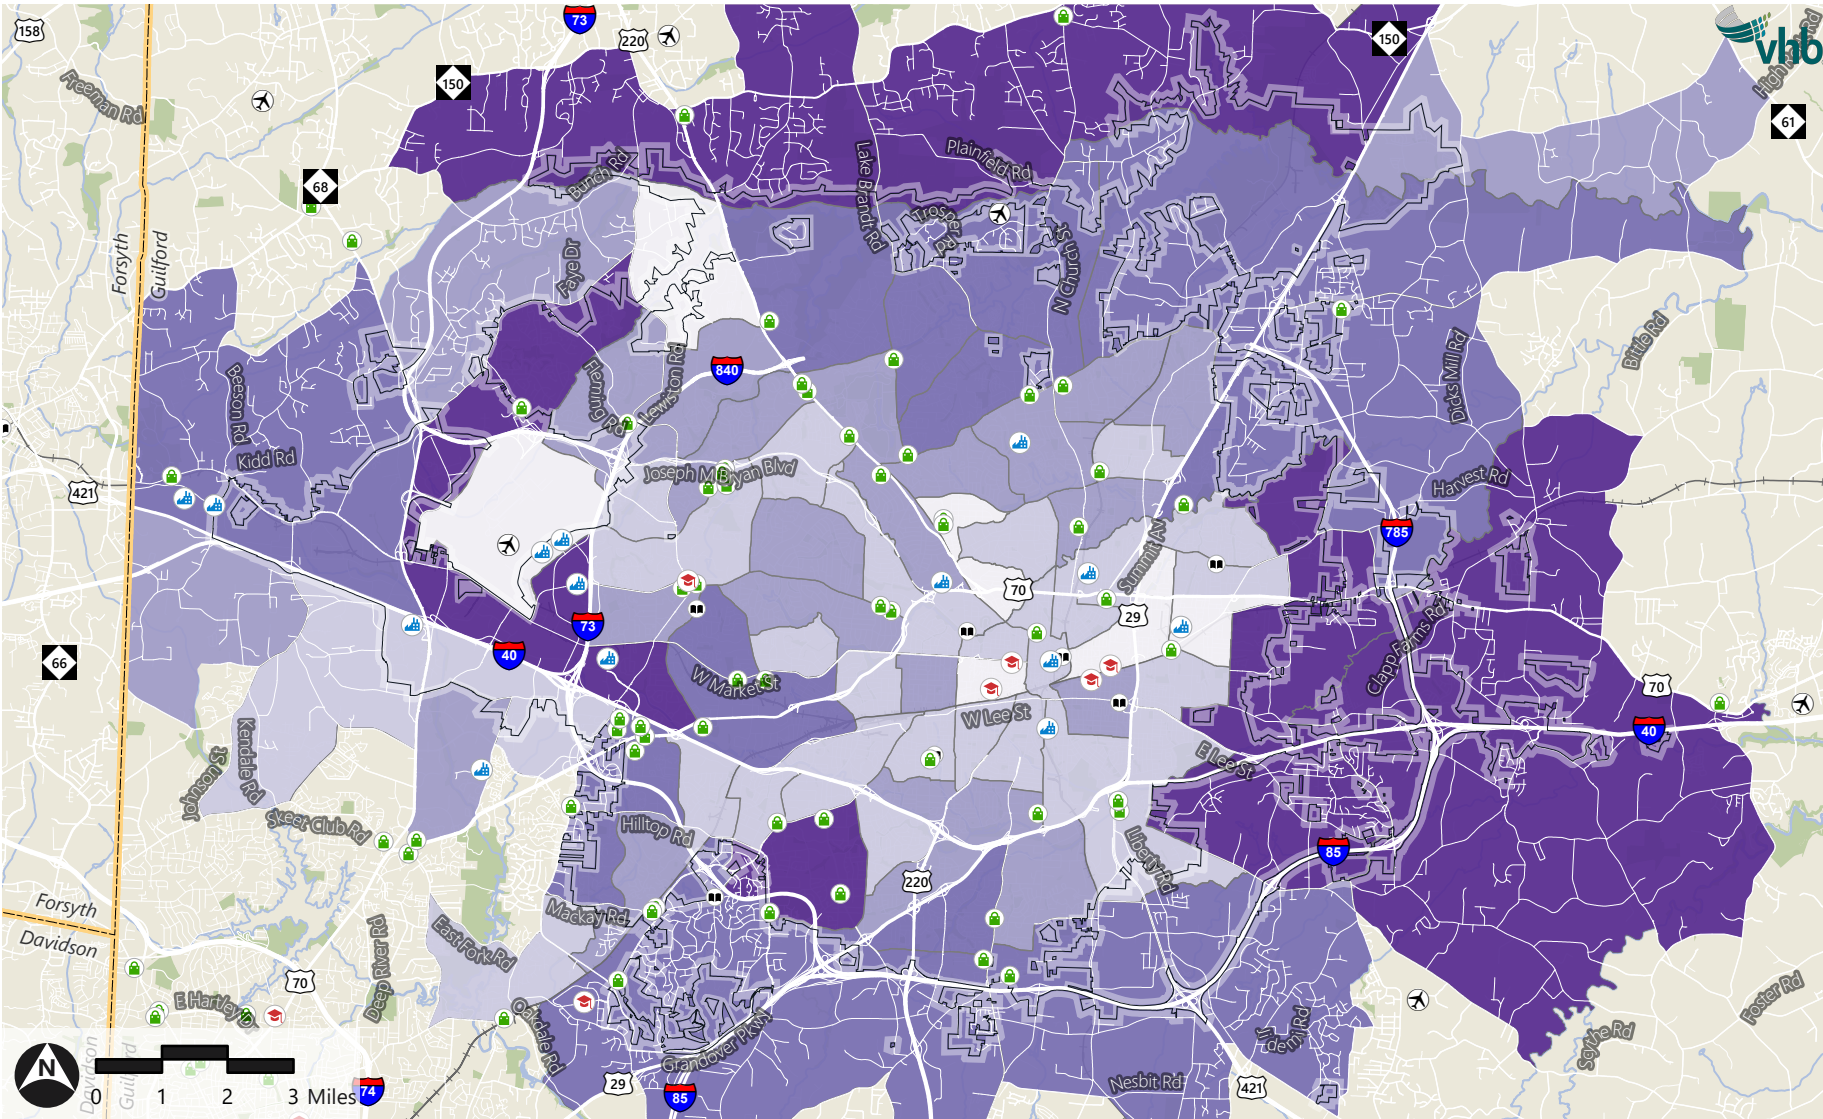 158
73
220
150
vhb
High Rd
150
Freeman Rd
61
68
Bunch Rd
Lake Brandt Rd
Plainfield Rd
Trosper Rd
N Church St
Forsyth
Guilford
Faye Dr
Bittle Rd
Dicks Mill Rd
840
Fleming Rd
Lewiston Rd
Beeson Rd
Kidd Rd
Joseph M Bryan Blvd
Harvest Rd
421
785
Summit Av
70
29
73
40
66
Clapp Farms Rd
W Market St
70
W Lee St
40
E Lee St
Kendale Rd
Johnson St
Skeet Club Rd
Hilltop Rd
Liberty Rd
85
220
Forsyth
Davidson
Mackay Rd
East Fork Rd
Deep River Rd
70
E Hartley Dr
Oakdale Rd
Grandover PKWY
Foster Rd
Squire Rd
N
0 1 2 3 Miles
74
Davidson
Guilford
29
85
Nesbit Rd
421